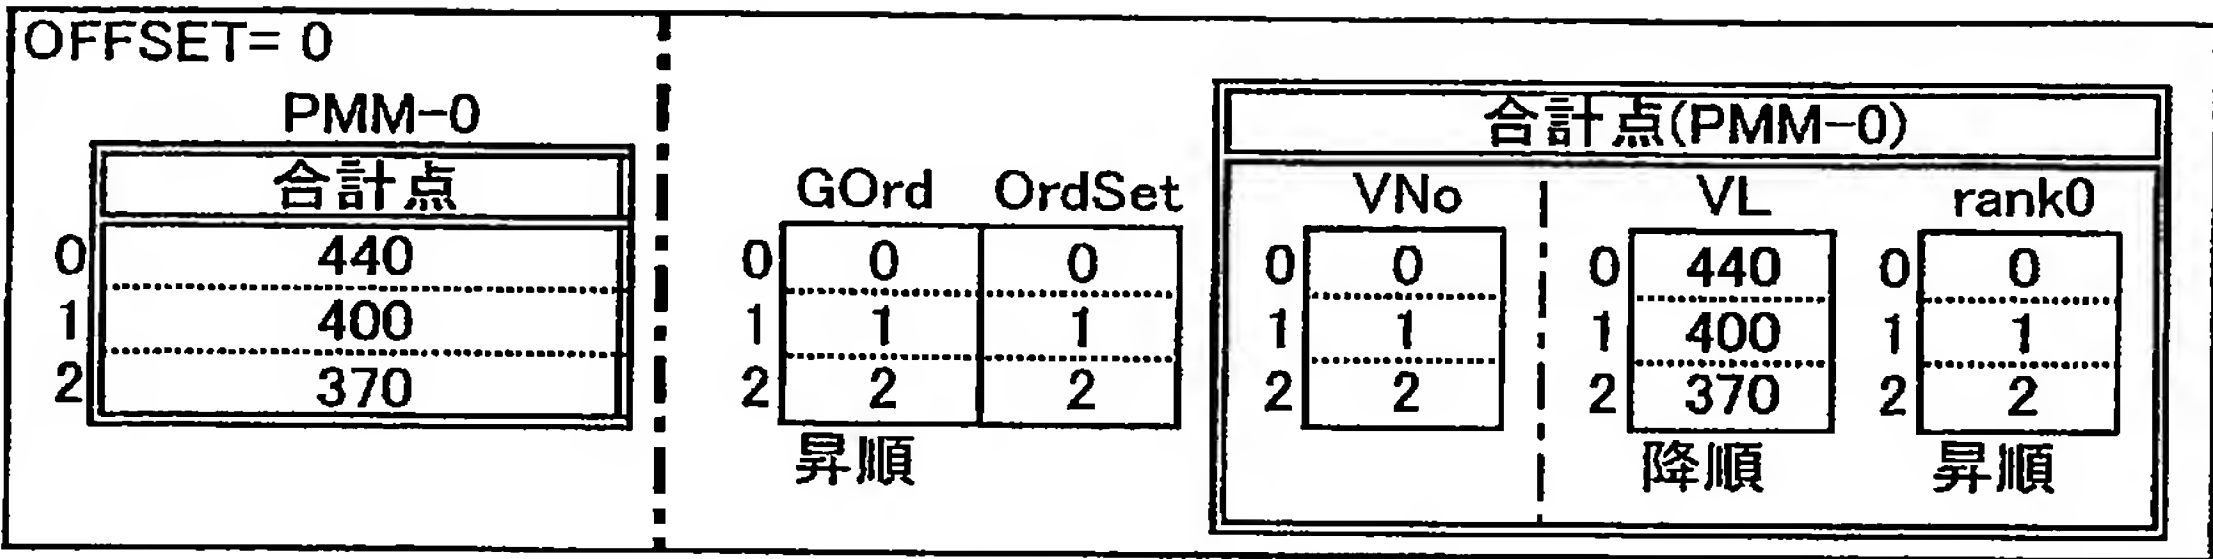 OFFSET= 0
PMM-0
合計点
0 440
1 400
2 370
GOrd OrdSet
0 0 0
1 1 1
2 2 2
昇順
合計点(PMM-0)
VNo VL rank0
0 0 0 440 0 0
1 1 1 400 1 1
2 2 2 370 2 2
降順 昇順